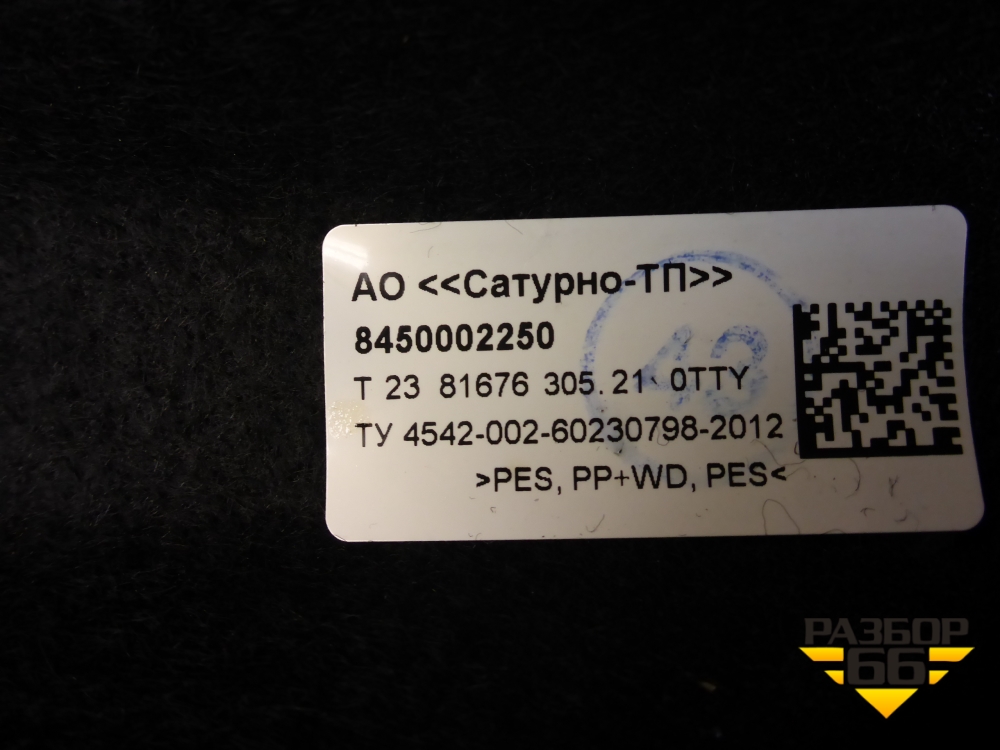 АО <<Сатурно-ТП>>
8450002250
Т 23 81676 305.21 0TTY
ТУ 4542-002-60230798-2012
>PES, PP+WD, PES<
43
РАЗБОР
66